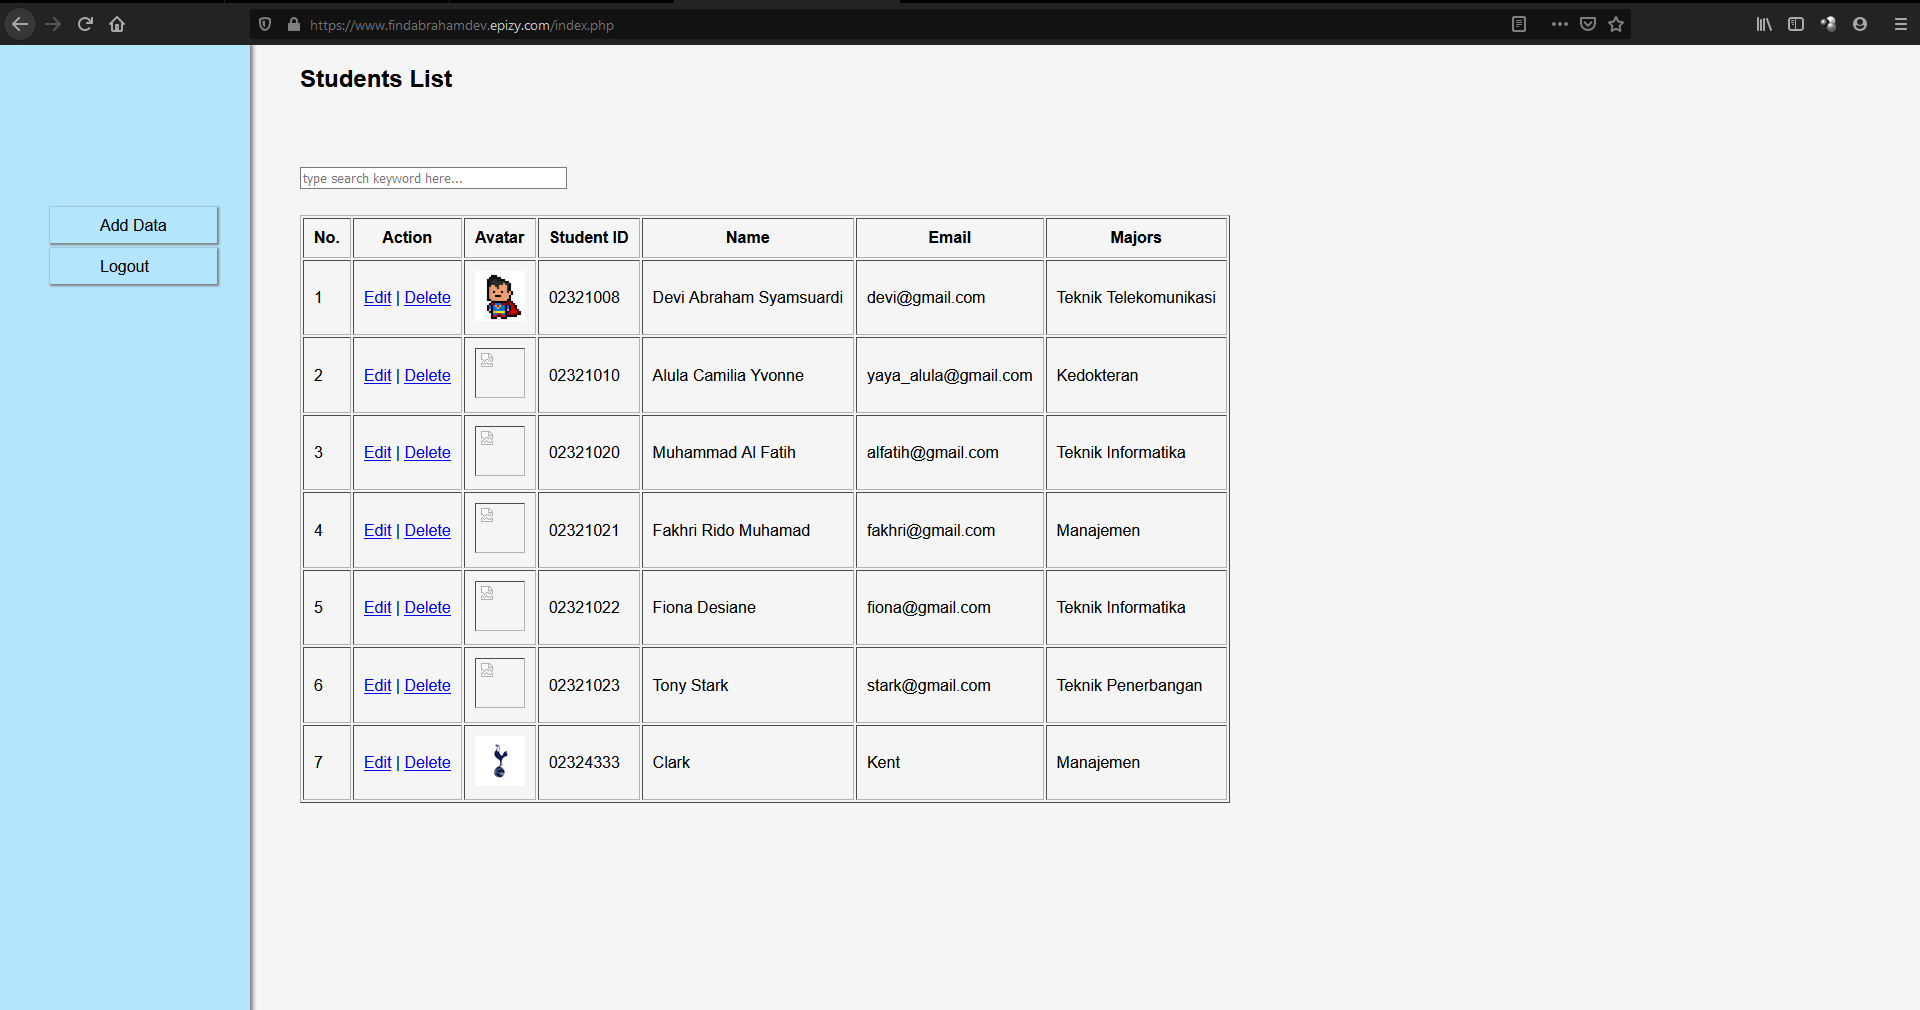 https://www.findabrahamdev.epizy.com/index.php
Students List
type search keyword here...
Add Data
Logout
No. Action Avatar Student ID Name Email Majors
1 Edit | Delete 02321008 Devi Abraham Syamsuardi devi@gmail.com Teknik Telekomunikasi
2 Edit | Delete 02321010 Alula Camilia Yvonne yaya_alula@gmail.com Kedokteran
3 Edit | Delete 02321020 Muhammad Al Fatih alfatih@gmail.com Teknik Informatika
4 Edit | Delete 02321021 Fakhri Rido Muhamad fakhri@gmail.com Manajemen
5 Edit | Delete 02321022 Fiona Desiane fiona@gmail.com Teknik Informatika
6 Edit | Delete 02321023 Tony Stark stark@gmail.com Teknik Penerbangan
7 Edit | Delete 02324333 Clark Kent Manajemen